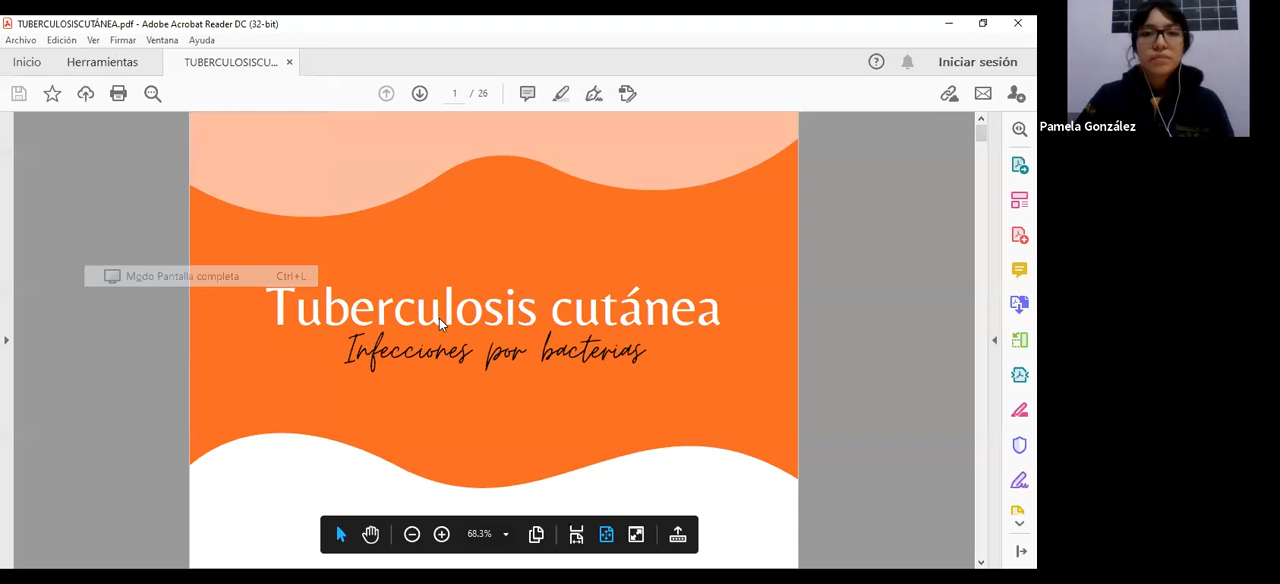 TUBERCULOSISCUTÁNEA.pdf - Adobe Acrobat Reader DC (32-bit)
Archivo Edición Ver Firmar Ventana Ayuda
Inicio Herramientas TUBERCULOSISCU... × Iniciar sesión
1 / 26
Pamela González
Modo Pantalla completa Ctrl+L
Tuberculosis cutánea
Infecciones por bacterias
68.3%